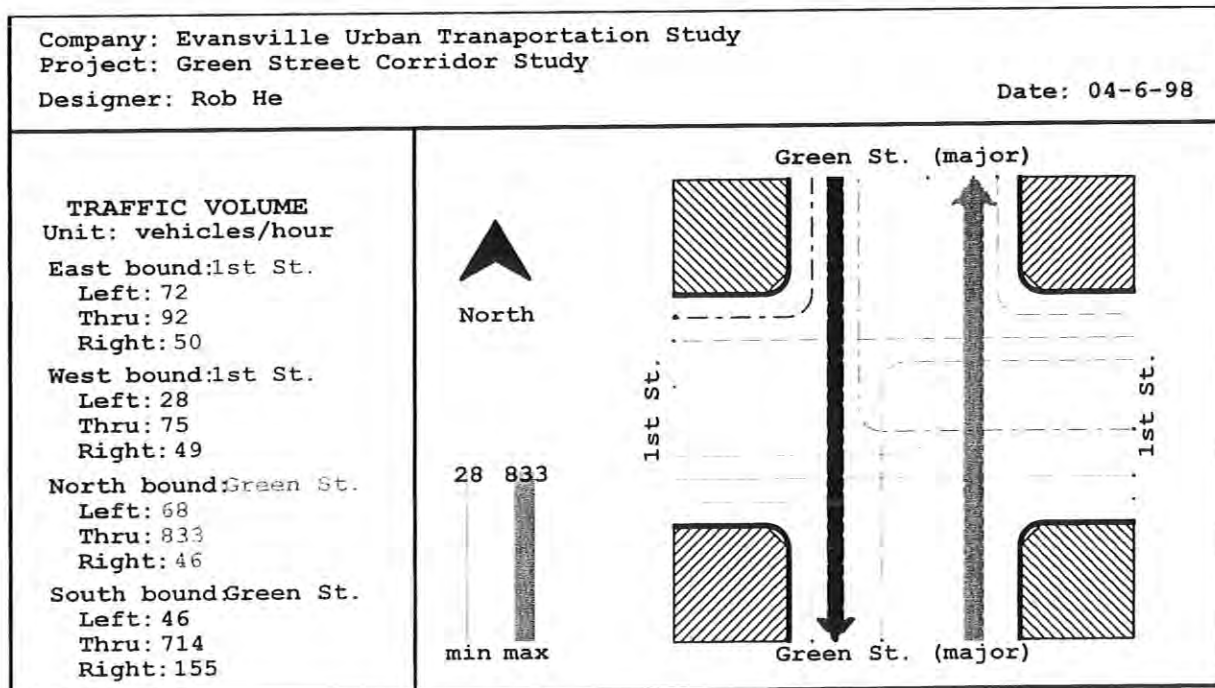 Company: Evansville Urban Tranaportation Study
Project: Green Street Corridor Study
Designer: Rob He
Date: 04-6-98
TRAFFIC VOLUME
Unit: vehicles/hour
East bound:1st St.
Left: 72
Thru: 92
Right: 50
West bound:1st St.
Left: 28
Thru: 75
Right: 49
North bound:Green St.
Left: 68
Thru: 833
Right: 46
South bound:Green St.
Left: 46
Thru: 714
Right: 155
North
28 833
min max
Green St. (major)
1st St.
1st St.
Green St. (major)